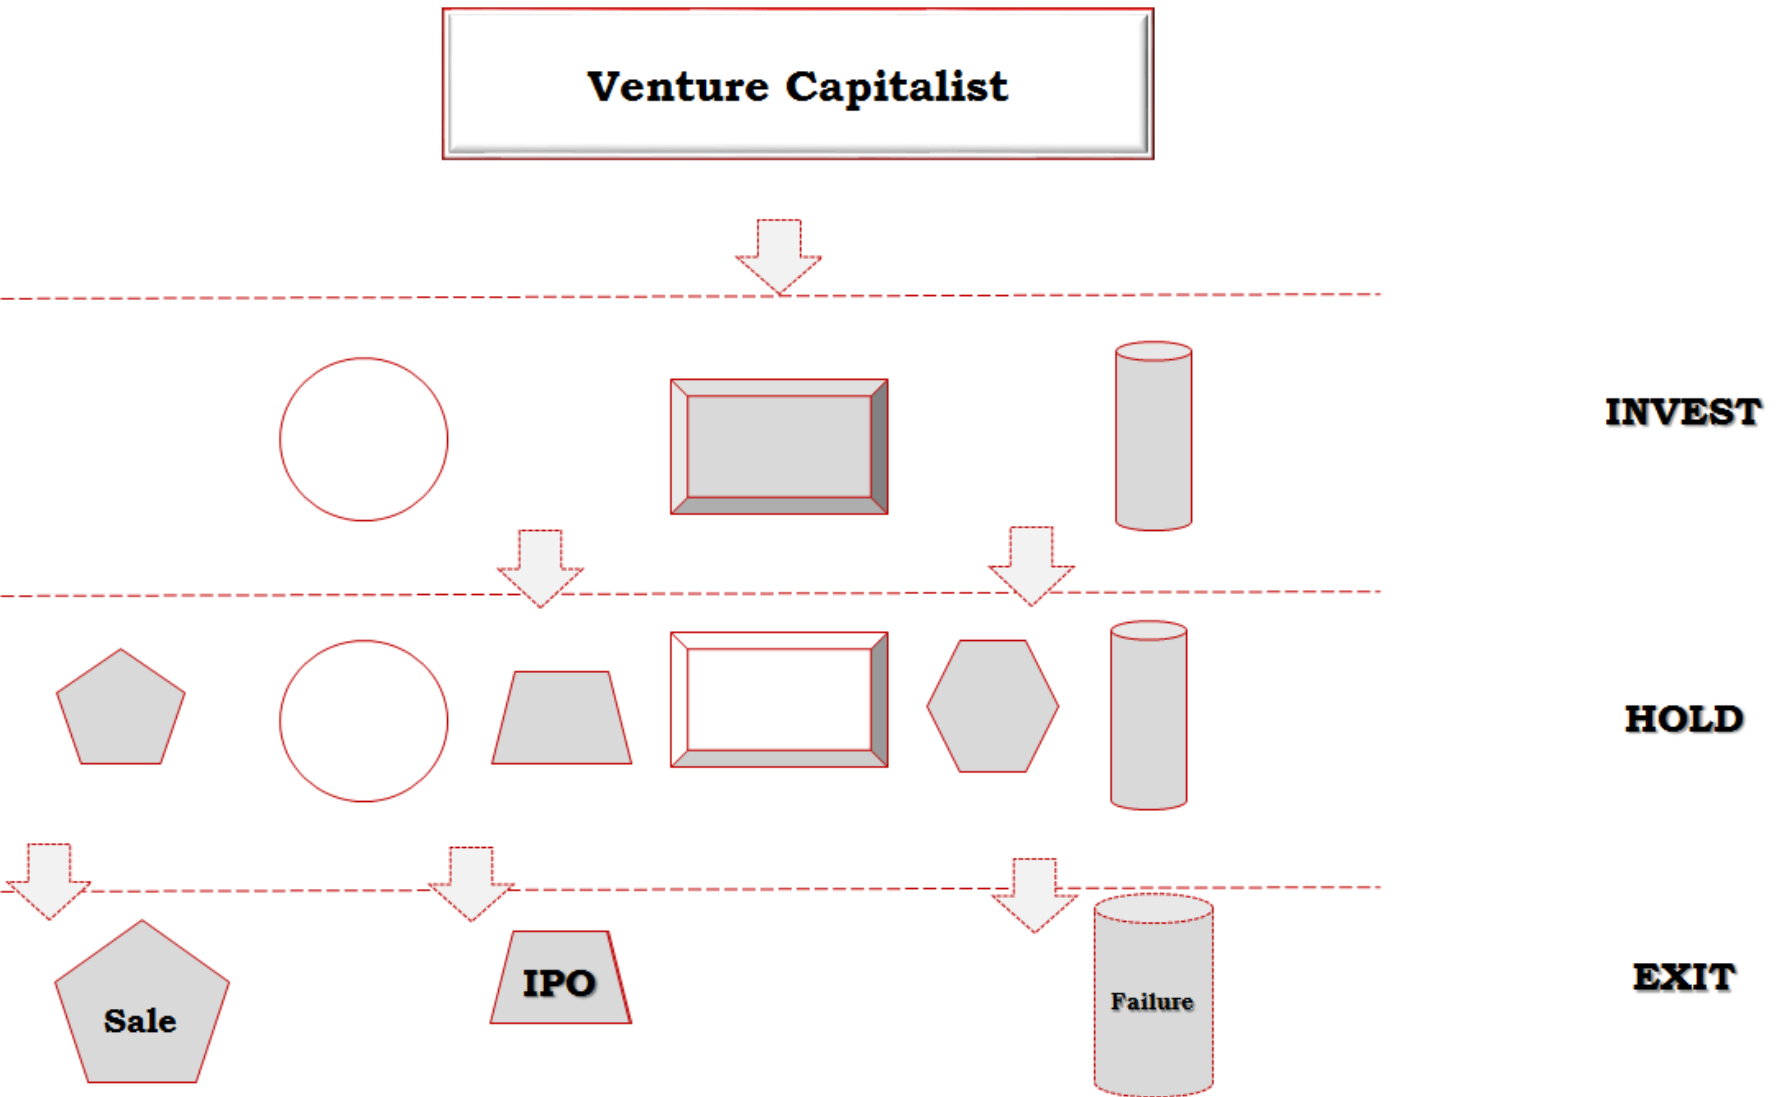 Venture Capitalist
INVEST
HOLD
Sale
IPO
Failure
EXIT